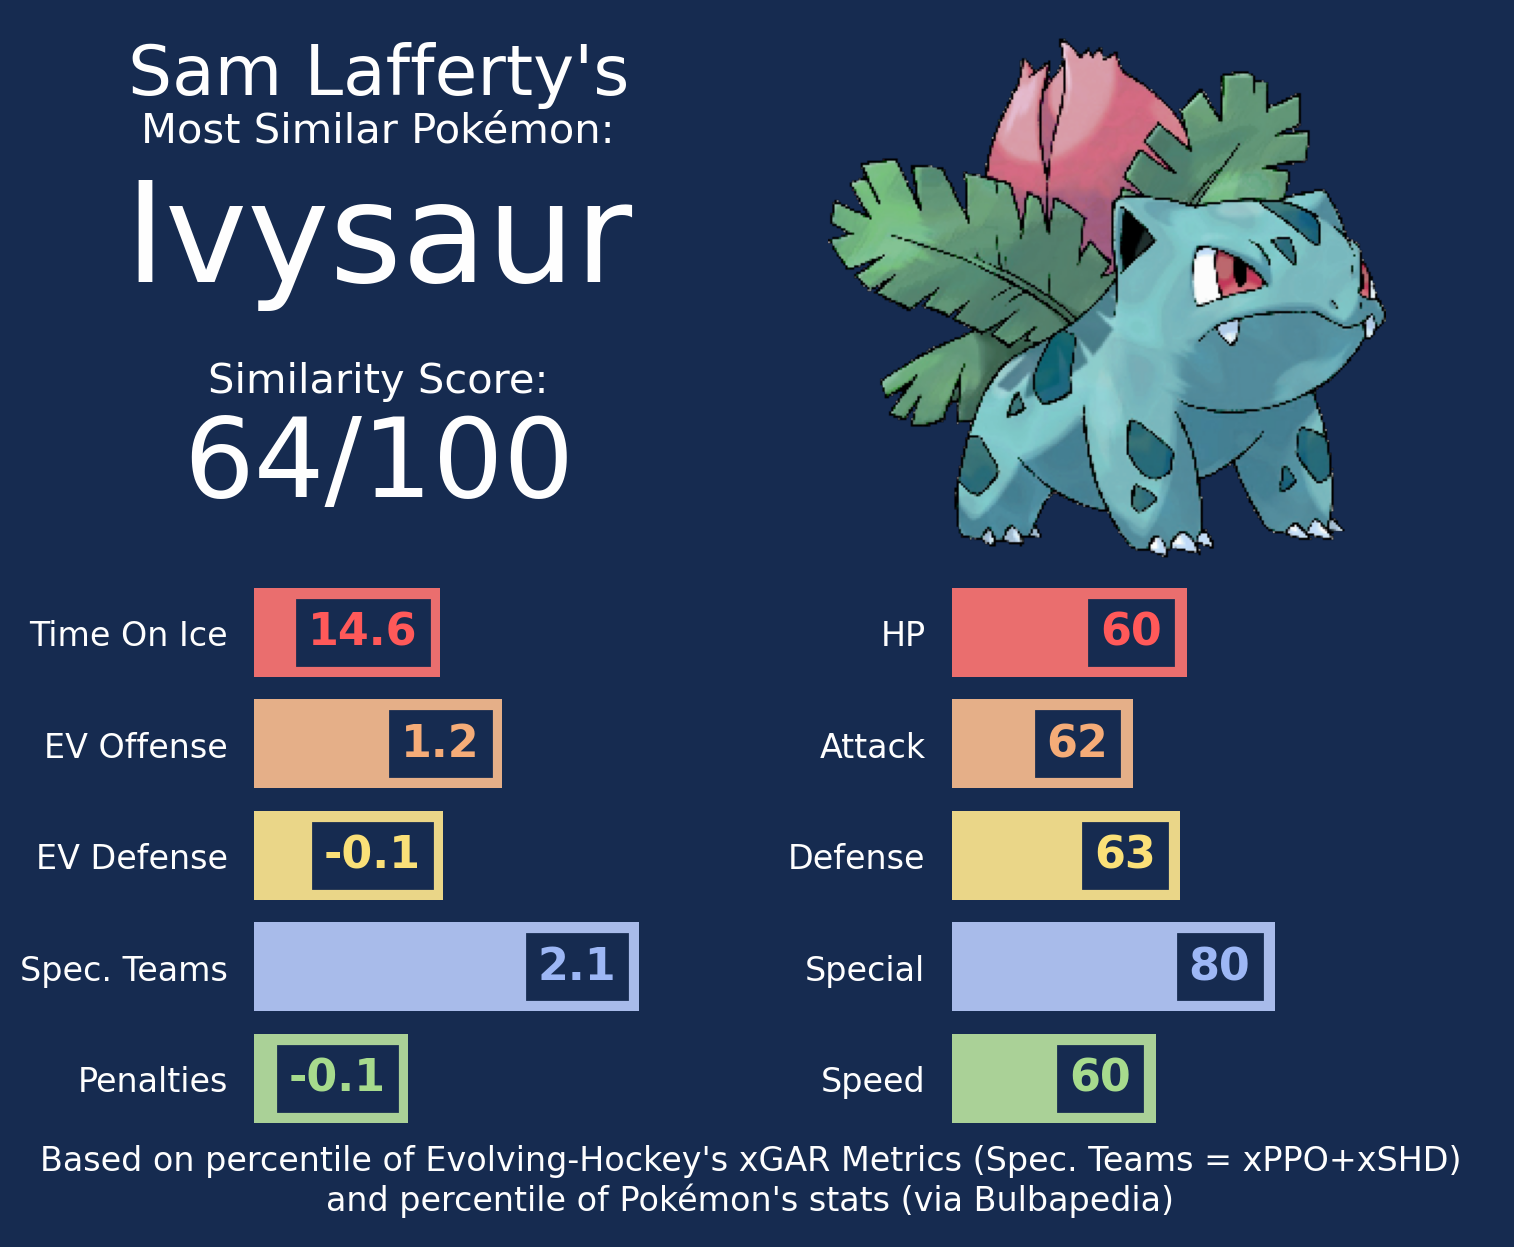 Sam Lafferty's
Most Similar Pokémon:
Ivysaur
Similarity Score:
64/100
Time On Ice 14.6
EV Offense 1.2
EV Defense -0.1
Spec. Teams 2.1
Penalties -0.1
HP 60
Attack 62
Defense 63
Special 80
Speed 60
Based on percentile of Evolving-Hockey's xGAR Metrics (Spec. Teams = xPPO+xSHD)
and percentile of Pokémon's stats (via Bulbapedia)